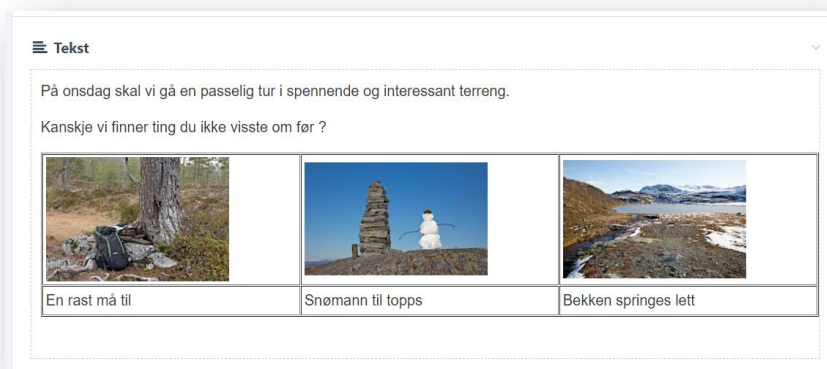 Tekst
På onsdag skal vi gå en passelig tur i spennende og interessant terreng.
Kanskje vi finner ting du ikke visste om før ?
En rast må til
Snømann til topps
Bekken springes lett